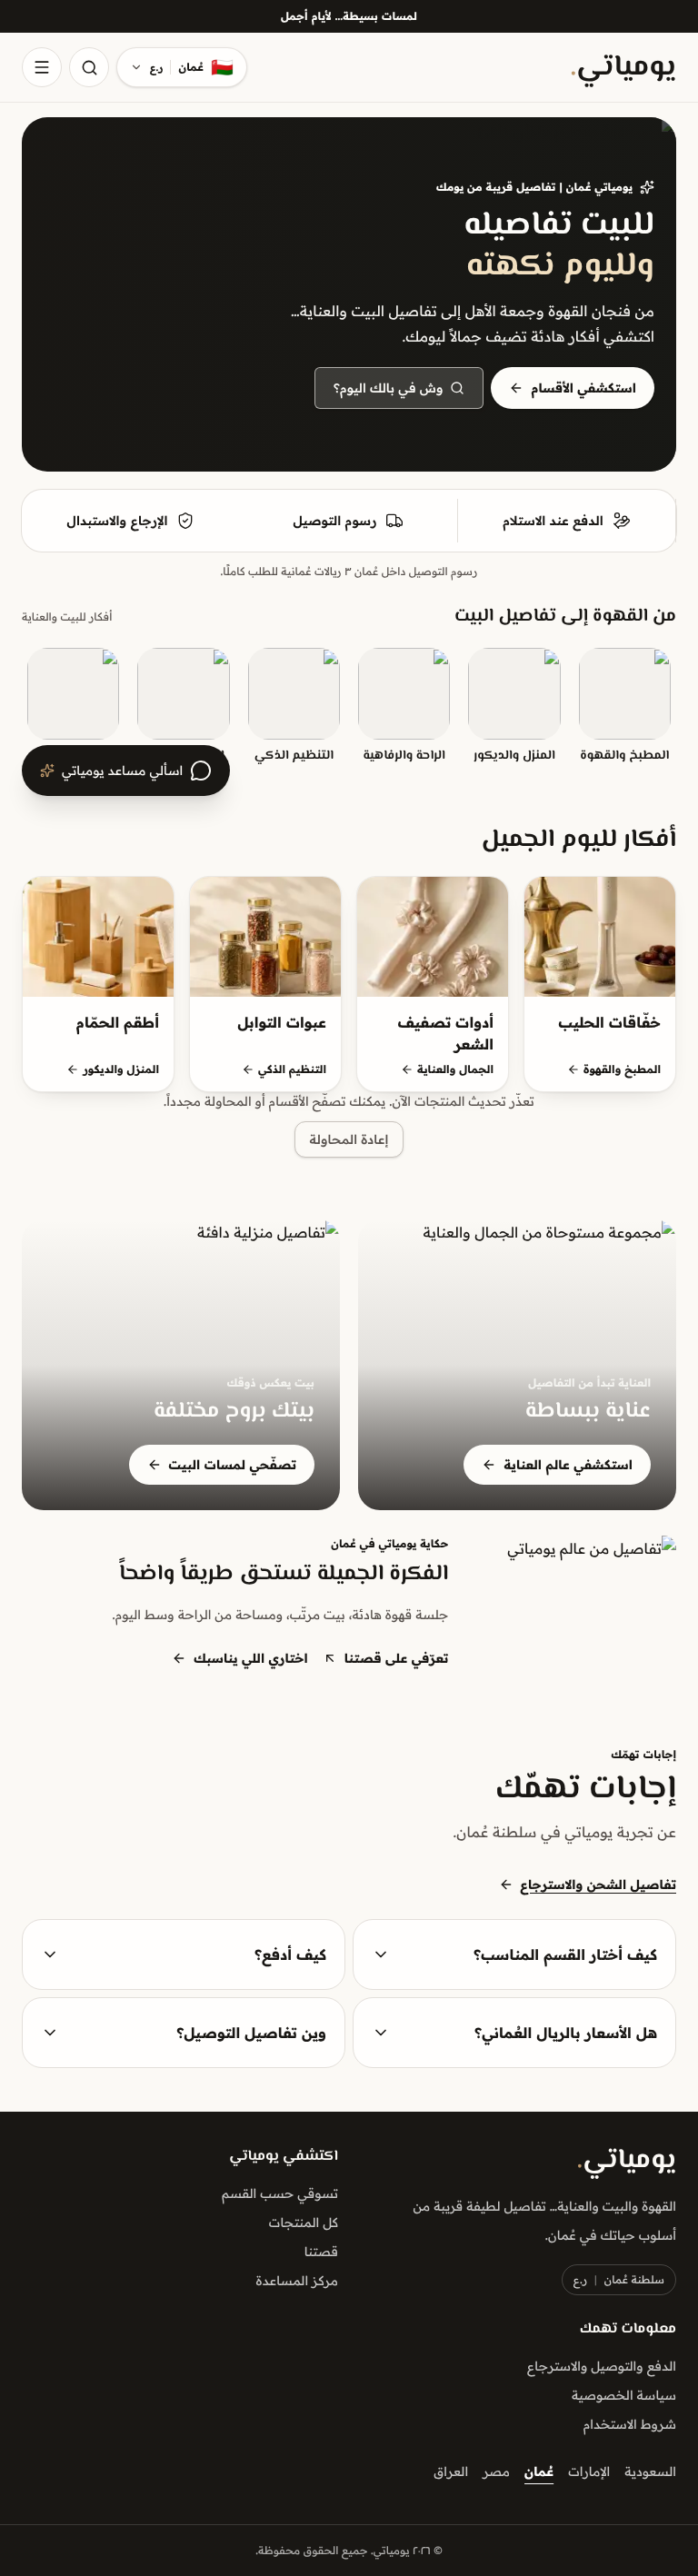 لمسات بسيطة... لأيام أجمل
يومياتي.
عُمان | ر.ع
يومياتي عُمان | تفاصيل قريبة من يومك
للبيت تفاصيله
ولليوم نكهته
من فنجان القهوة وجمعة الأهل إلى تفاصيل البيت والعناية...
اكتشفي أفكار هادئة تضيف جمالاً ليومك.
استكشفي الأقسام
وش في بالك اليوم؟
الدفع عند الاستلام
رسوم التوصيل
الإرجاع والاستبدال
رسوم التوصيل داخل عُمان ٣ ريالات عُمانية للطلب كاملًا.
من القهوة إلى تفاصيل البيت
أفكار للبيت والعناية
المطبخ والقهوة
المنزل والديكور
الراحة والرفاهية
التنظيم الذكي
اسألي مساعد يومياتي
أفكار لليوم الجميل
خفّاقات الحليب
المطبخ والقهوة
أدوات تصفيف
الشعر
الجمال والعناية
عبوات التوابل
التنظيم الذكي
أطقم الحمّام
المنزل والديكور
تعذّر تحديث المنتجات الآن. يمكنك تصفّح الأقسام أو المحاولة مجدداً.
إعادة المحاولة
مجموعة مستوحاة من الجمال والعناية
العناية تبدأ من التفاصيل
عناية ببساطة
استكشفي عالم العناية
تفاصيل منزلية دافئة
بيت يعكس ذوقك
بيتك بروح مختلفة
تصفّحي لمسات البيت
تفاصيل من عالم يومياتي
حكاية يومياتي في عُمان
الفكرة الجميلة تستحق طريقاً واضحاً
جلسة قهوة هادئة، بيت مرتّب، ومساحة من الراحة وسط اليوم.
تعرّفي على قصتنا
اختاري اللي يناسبك
إجابات تهمّك
إجابات تهمّك
عن تجربة يومياتي في سلطنة عُمان.
تفاصيل الشحن والاسترجاع
كيف أختار القسم المناسب؟
كيف أدفع؟
هل الأسعار بالريال العُماني؟
وين تفاصيل التوصيل؟
يومياتي.
القهوة والبيت والعناية... تفاصيل لطيفة قريبة من
أسلوب حياتك في عُمان.
سلطنة عُمان | ر.ع
اكتشفي يومياتي
تسوقي حسب القسم
كل المنتجات
قصتنا
مركز المساعدة
معلومات تهمك
الدفع والتوصيل والاسترجاع
سياسة الخصوصية
شروط الاستخدام
السعودية الإمارات عُمان مصر العراق
© ٢٠٢٦ يومياتي. جميع الحقوق محفوظة.